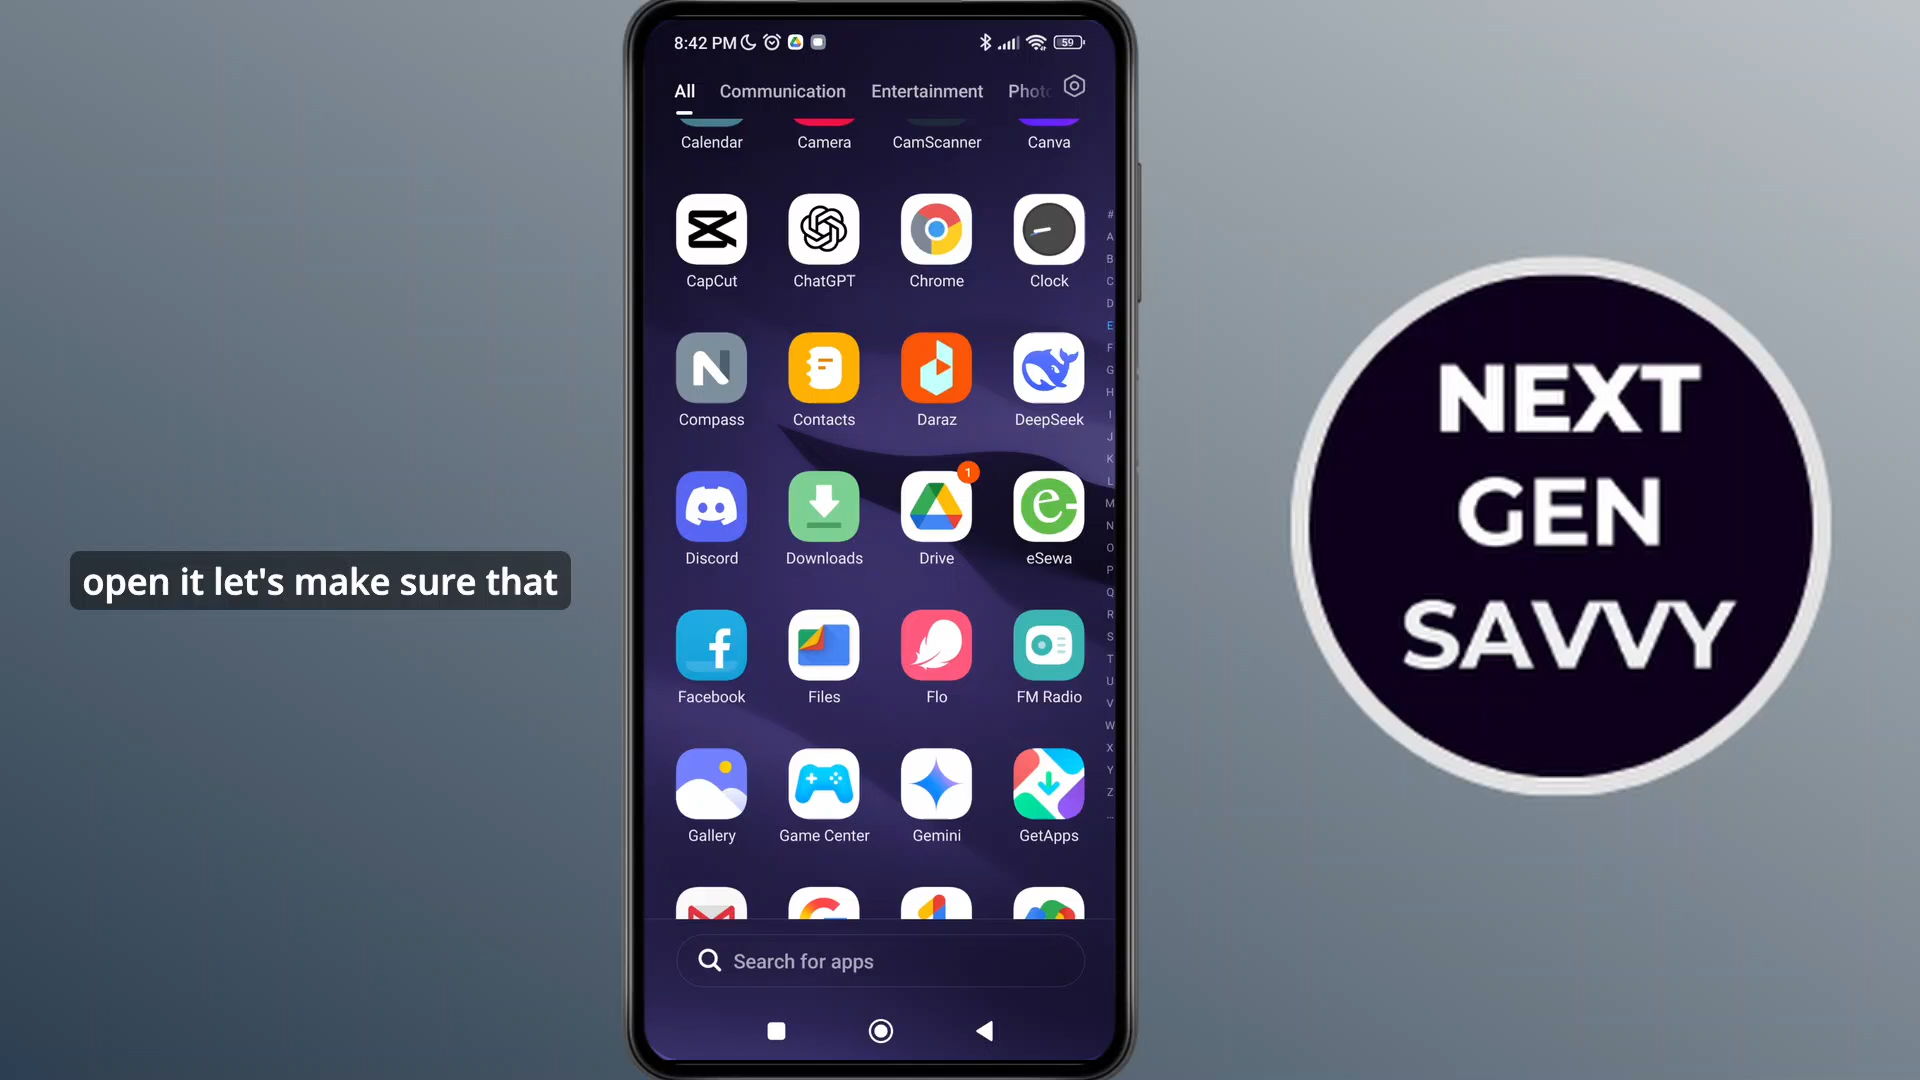 8:42 PM
59
All Communication Entertainment Phot
Calendar Camera CamScanner Canva
CapCut ChatGPT Chrome Clock
Compass Contacts Daraz DeepSeek
1
Discord Downloads Drive eSewa
Facebook Files Flo FM Radio
Gallery Game Center Gemini GetApps
Search for apps
#
A
B
C
D
E
F
G
H
I
J
K
L
M
N
O
P
Q
R
S
T
U
V
W
X
Y
Z
...
open it let's make sure that
NEXT
GEN
SAVVY